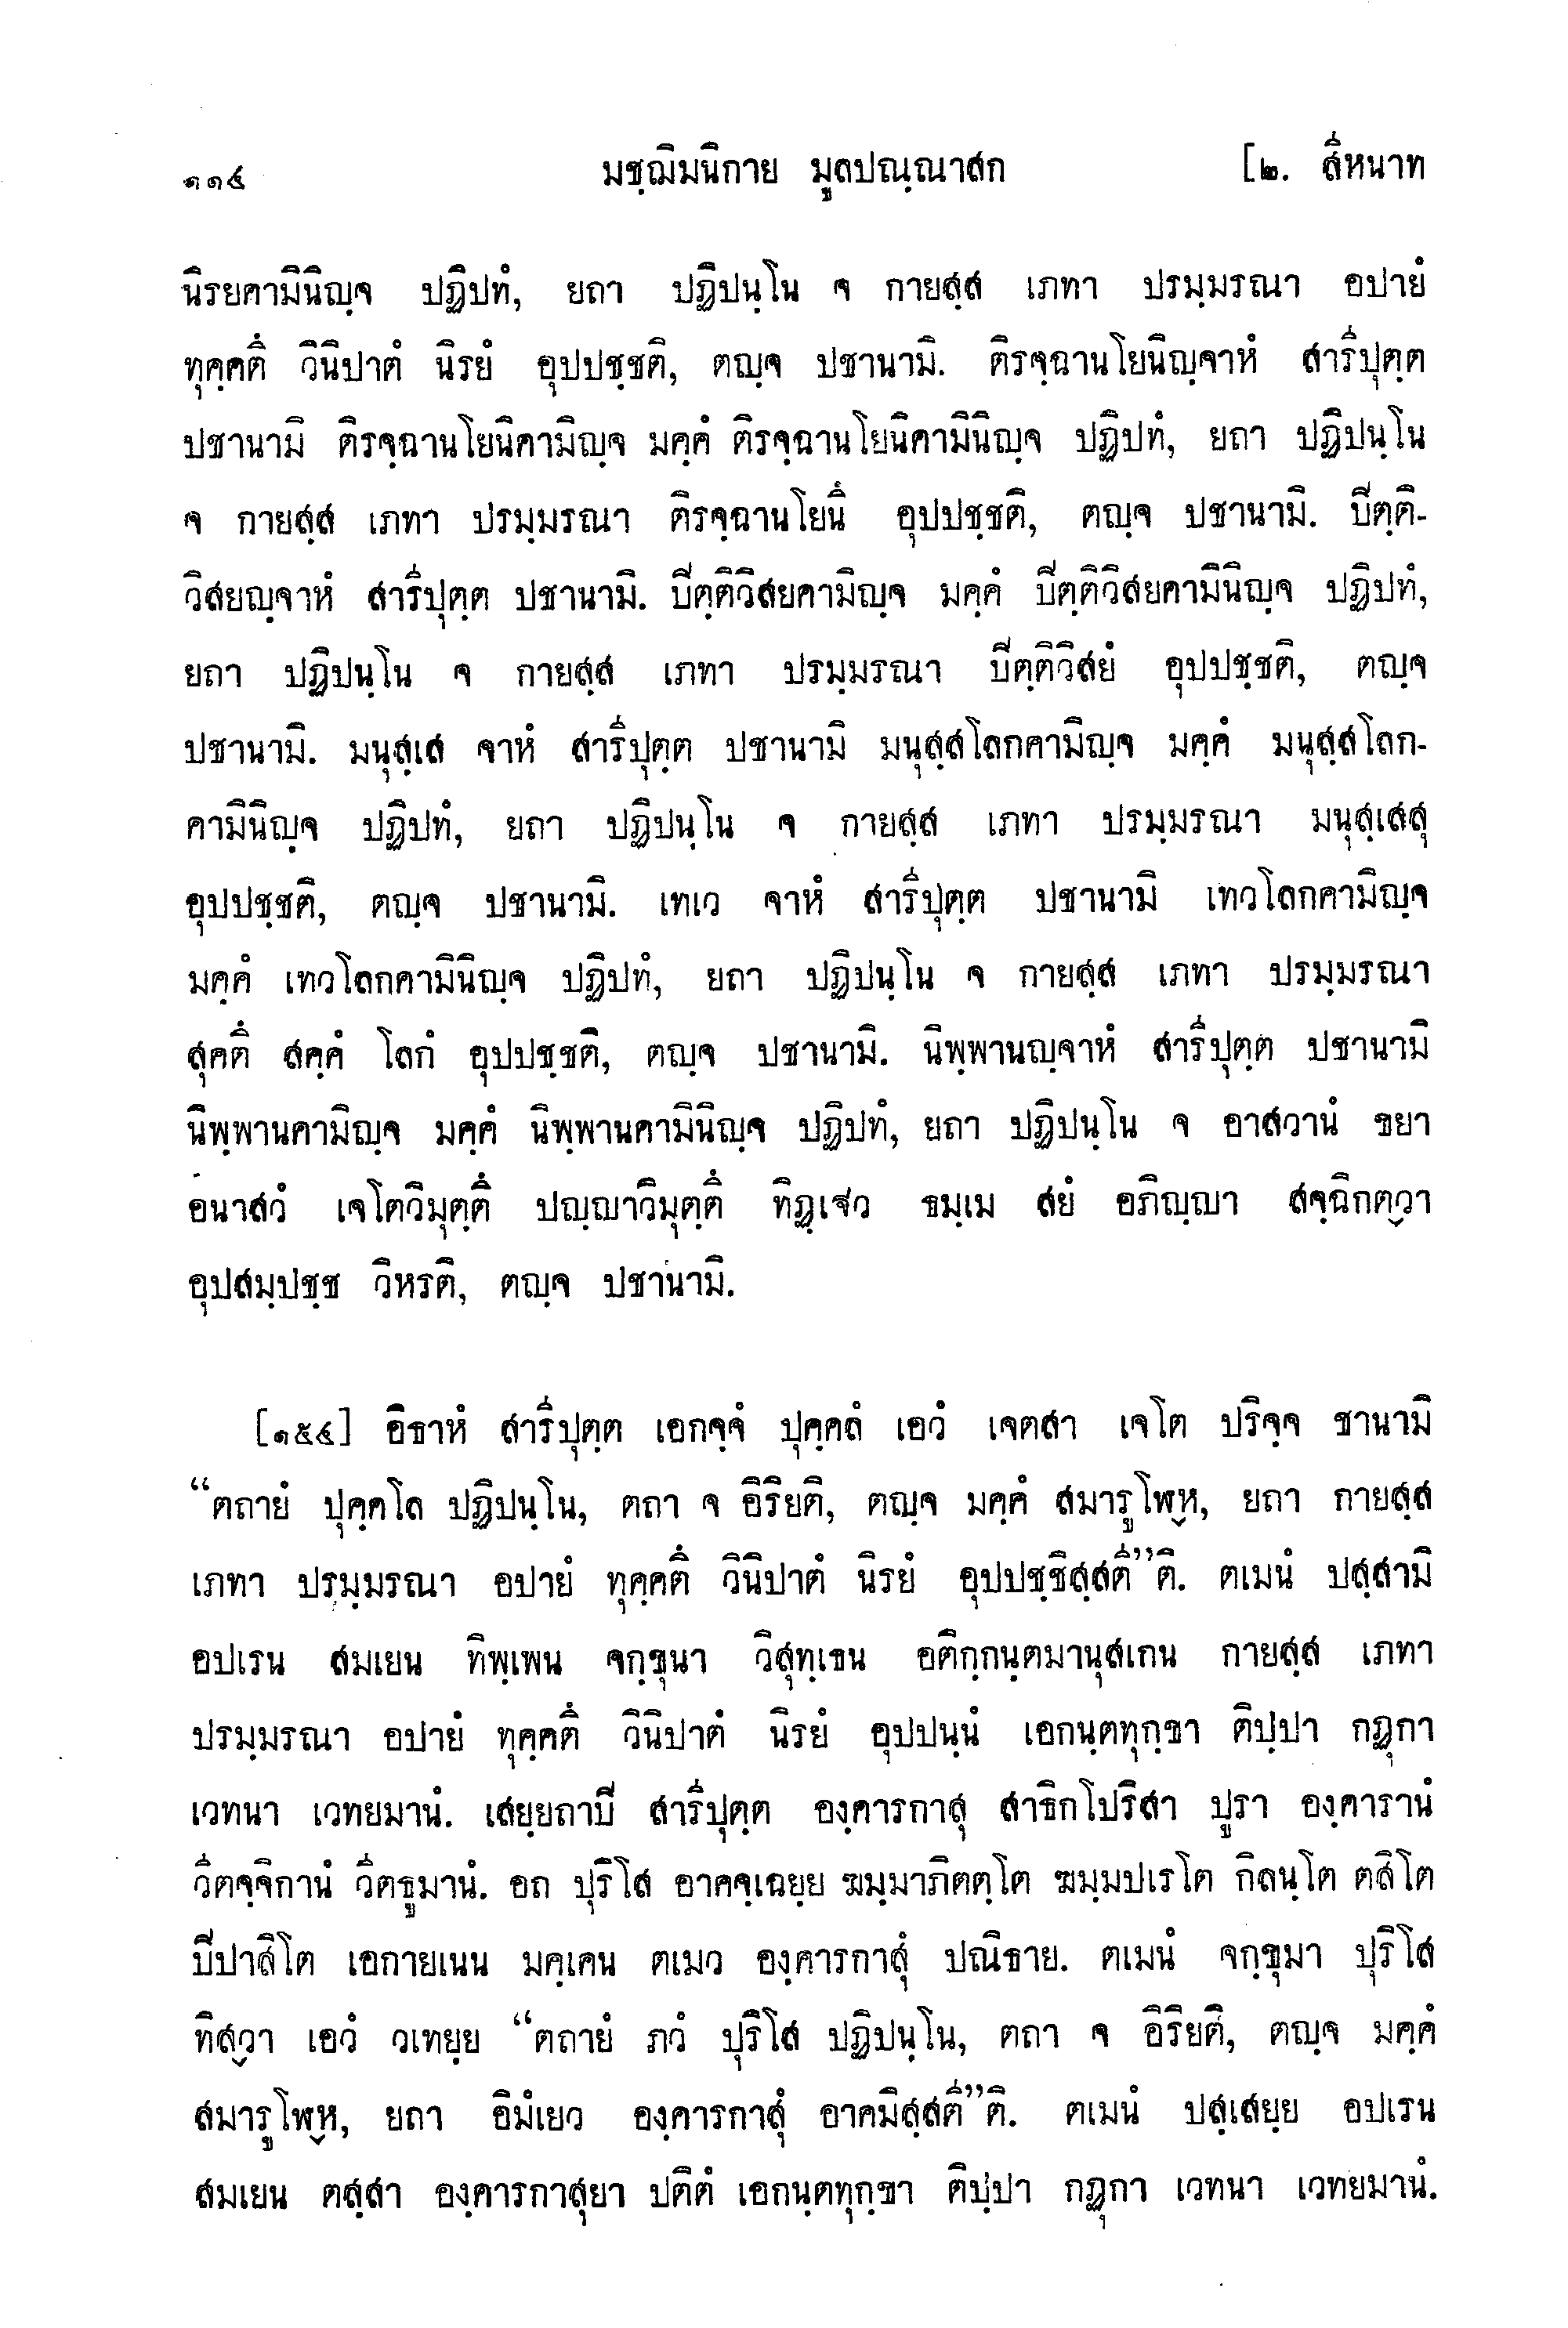 ๑๑๔ มชฺฌิมนิกาย มูลปณฺณาสก [๒. สีหนาท
นิรยคามินิญฺจ ปฏิปทํ, ยถา ปฏิปนฺโน จ กายสฺส เภทา ปรมฺมรณา อปายํ
ทุคฺคตึ วินิปาตํ นิรยํ อุปปชฺชติ, ตญฺจ ปชานามิ. ติรจฺฉานโยนิญฺจาหํ สารีปุตฺต
ปชานามิ ติรจฺฉานโยนิคามิญฺจ มคฺคํ ติรจฺฉานโยนิคามินิญฺจ ปฏิปทํ, ยถา ปฏิปนฺโน
จ กายสฺส เภทา ปรมฺมรณา ติรจฺฉานโยนึ อุปปชฺชติ, ตญฺจ ปชานามิ. ปีตฺติ-
วิสยญฺจาหํ สารีปุตฺต ปชานามิ. ปีตฺติวิสยคามิญฺจ มคฺคํ ปีตฺติวิสยคามินิญฺจ ปฏิปทํ,
ยถา ปฏิปนฺโน จ กายสฺส เภทา ปรมฺมรณา ปีตฺติวิสยํ อุปปชฺชติ, ตญฺจ
ปชานามิ. มนุสฺเส จาหํ สารีปุตฺต ปชานามิ มนุสฺสโลกคามิญฺจ มคฺคํ มนุสฺสโลก-
คามินิญฺจ ปฏิปทํ, ยถา ปฏิปนฺโน จ กายสฺส เภทา ปรมฺมรณา มนุสฺเสสุ
อุปปชฺชติ, ตญฺจ ปชานามิ. เทเว จาหํ สารีปุตฺต ปชานามิ เทวโลกคามิญฺจ
มคฺคํ เทวโลกคามินิญฺจ ปฏิปทํ, ยถา ปฏิปนฺโน จ กายสฺส เภทา ปรมฺมรณา
สุคตึ สคฺคํ โลกํ อุปปชฺชติ, ตญฺจ ปชานามิ. นิพฺพานญฺจาหํ สารีปุตฺต ปชานามิ
นิพฺพานคามิญฺจ มคฺคํ นิพฺพานคามินิญฺจ ปฏิปทํ, ยถา ปฏิปนฺโน จ อาสวานํ ขยา
อนาสวํ เจโตวิมุตฺตึ ปญฺญาวิมุตฺตึ ทิฏฺเฐว ธมฺเม สยํ อภิญฺญา สจฺฉิกตฺวา
อุปสมฺปชฺช วิหรติ, ตญฺจ ปชานามิ.
[๑๕๔] อิธาหํ สารีปุตฺต เอกจฺจํ ปุคฺคลํ เอวํ เจตสา เจโต ปริจฺจ ชานามิ
“ตถายํ ปุคฺคโล ปฏิปนฺโน, ตถา จ อิริยติ, ตญฺจ มคฺคํ สมารูโฬฺห, ยถา กายสฺส
เภทา ปรมฺมรณา อปายํ ทุคฺคตึ วินิปาตํ นิรยํ อุปปชฺชิสฺสตี”ติ. ตเมนํ ปสฺสามิ
อปเรน สมเยน ทิพฺเพน จกฺขุนา วิสุทฺเธน อติกฺกนฺตมานุสเกน กายสฺส เภทา
ปรมฺมรณา อปายํ ทุคฺคตึ วินิปาตํ นิรยํ อุปปนฺนํ เอกนฺตทุกฺขา ติปฺปา กฏุกา
เวทนา เวทยมานํ. เสยฺยถาปิ สารีปุตฺต องฺคารกาสุ สาธิกโปริสา ปูรา องฺคารานํ
วีตจฺจิกานํ วีตธูมานํ. อถ ปุริโส อาคจฺเฉยฺย ฆมฺมาภิตตฺโต ฆมฺมปเรโต กิลนฺโต ตสิโต
ปิปาสิโต เอกายเนน มคฺเคน ตเมว องฺคารกาสุํ ปณิธาย. ตเมนํ จกฺขุมา ปุริโส
ทิสฺวา เอวํ วเทยฺย “ตถายํ ภวํ ปุริโส ปฏิปนฺโน, ตถา จ อิริยติ, ตญฺจ มคฺคํ
สมารูโฬฺห, ยถา อิมํเยว องฺคารกาสุํ อาคมิสฺสตี”ติ. ตเมนํ ปสฺเสยฺย อปเรน
สมเยน ตสฺสา องฺคารกาสุยา ปติตํ เอกนฺตทุกฺขา ติปฺปา กฏุกา เวทนา เวทยมานํ.